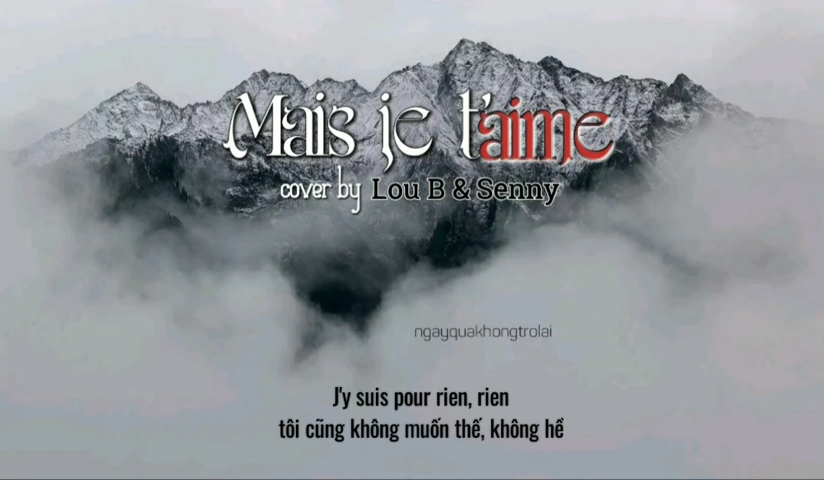 Mais je t'aime
cover by Lou B & Senny
ngayquakhongtrolai
J'y suis pour rien, rien
tôi cũng không muốn thế, không hề